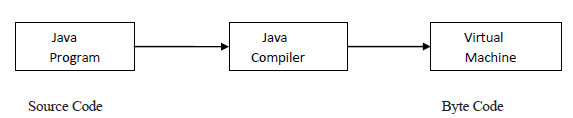 Java
Program
Java
Compiler
Virtual
Machine
Source Code
Byte Code